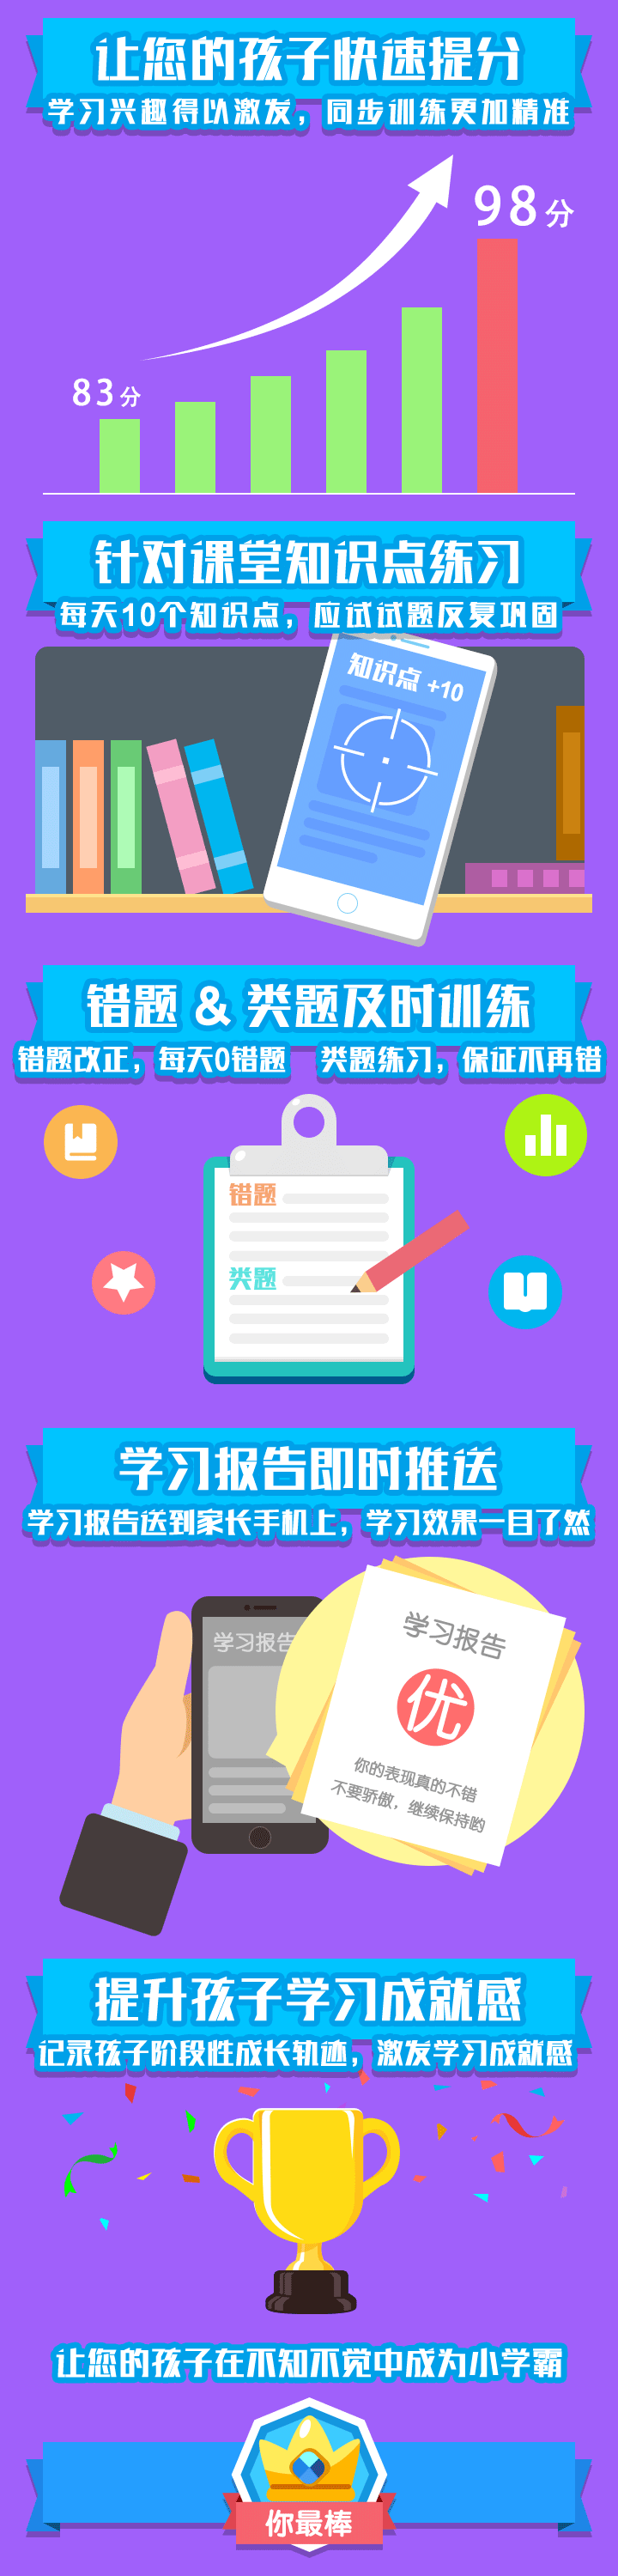 让您的孩子快速提分
学习兴趣得以激发，同步训练更加精准
98分
83分
针对课堂知识点练习
每天10个知识点，应试试题反复巩固
知识点 +10
错题 & 类题及时训练
错题改正，每天0错题 类题练习，保证不再错
错题
类题
学习报告即时推送
学习报告送到家长手机上，学习效果一目了然
学习报告
学习报告
优
你的表现真的不错
不要骄傲，继续保持哟
提升孩子学习成就感
记录孩子阶段性成长轨迹，激发学习成就感
让您的孩子在不知不觉中成为小学霸
你最棒